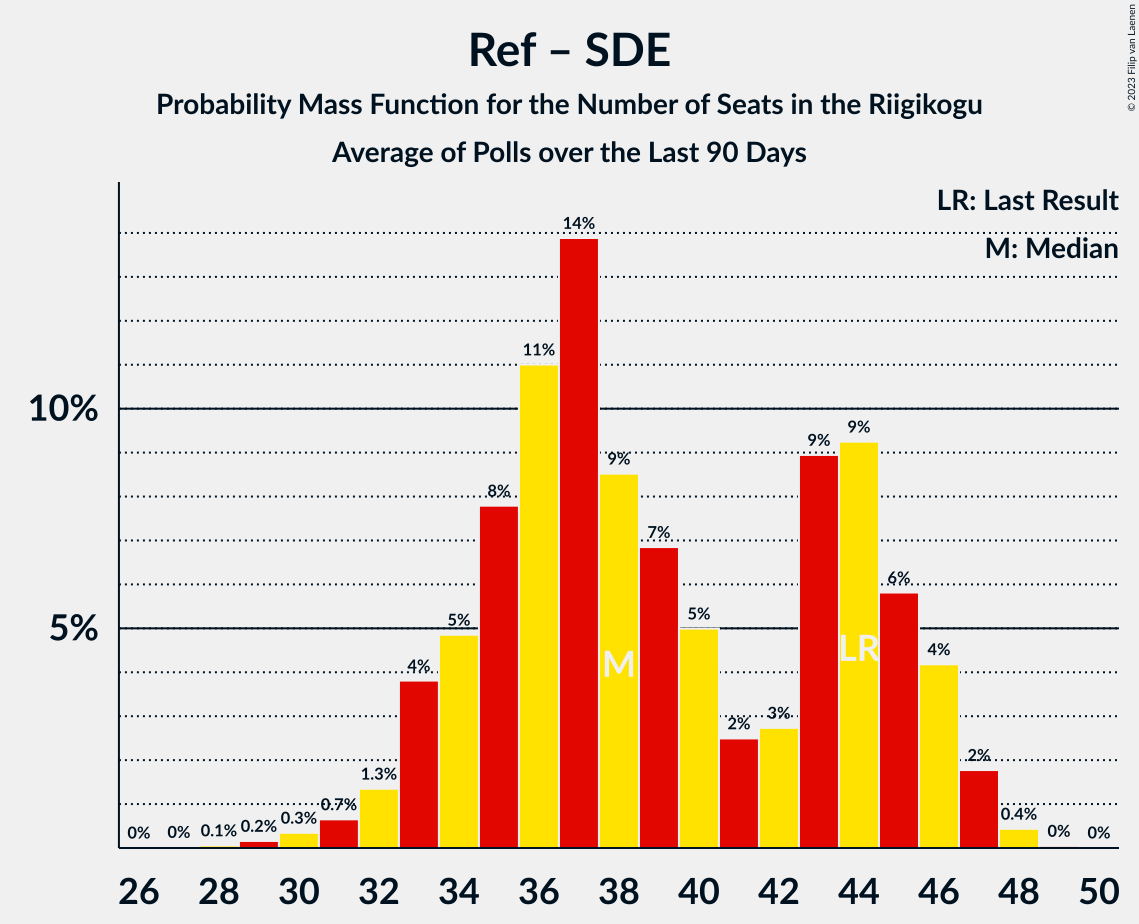 Ref – SDE
Probability Mass Function for the Number of Seats in the Riigikogu
Average of Polls over the Last 90 Days
© 2023 Filip van Laenen
LR: Last Result
M: Median
10%
5%
0% 0% 0.1% 0.2% 0.3% 0.7% 1.3% 4% 5% 8% 11% 14% 9% 7% 5% 2% 3% 9% 9% 6% 4% 2% 0.4% 0% 0%
M LR
26 28 30 32 34 36 38 40 42 44 46 48 50